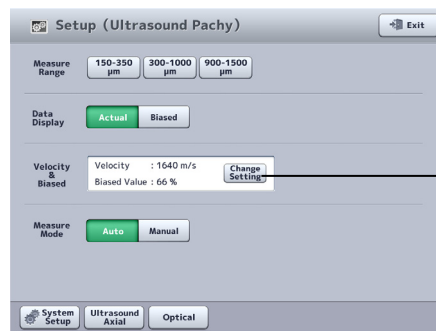 Setup (Ultrasound Pachy)
Exit
Measure Range
150-350 µm
300-1000 µm
900-1500 µm
Data Display
Actual
Biased
Velocity & Biased
Velocity : 1640 m/s
Biased Value : 66 %
Change Setting
Measure Mode
Auto
Manual
System Setup
Ultrasound Axial
Optical